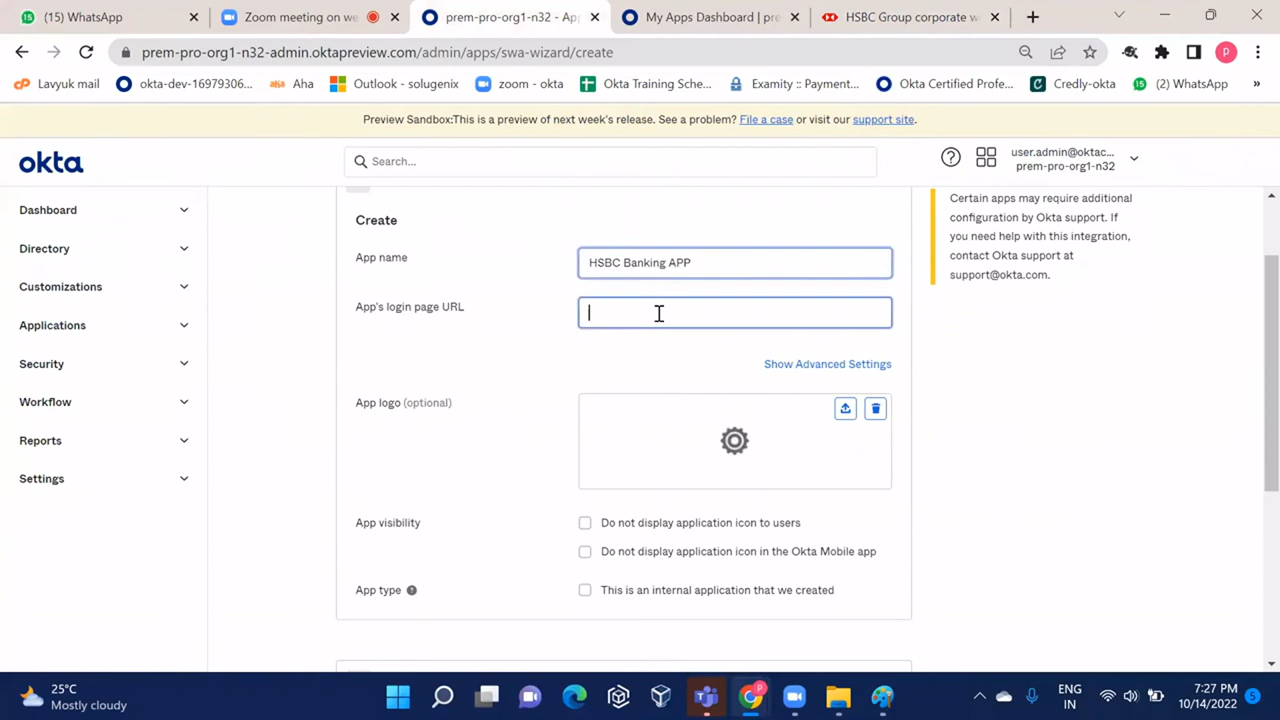 (15) WhatsApp
Zoom meeting on we
prem-pro-org1-n32 - Ap
My Apps Dashboard | pre
HSBC Group corporate w
prem-pro-org1-n32-admin.oktapreview.com/admin/apps/swa-wizard/create
P
Lavyuk mail
okta-dev-16979306...
Aha
Outlook - solugenix
zoom - okta
Okta Training Sche...
Examity :: Payment...
Okta Certified Profe...
Credly-okta
(2) WhatsApp
»
Preview Sandbox:This is a preview of next week's release. See a problem? File a case or visit our support site.
okta
Search...
user.admin@oktac...
prem-pro-org1-n32
Dashboard
Directory
Customizations
Applications
Security
Workflow
Reports
Settings
Create
App name
HSBC Banking APP
App's login page URL
Show Advanced Settings
App logo (optional)
App visibility
Do not display application icon to users
Do not display application icon in the Okta Mobile app
App type
This is an internal application that we created
Certain apps may require additional
configuration by Okta support. If
you need help with this integration,
contact Okta support at
support@okta.com.
25°C
Mostly cloudy
ENG
IN
7:27 PM
10/14/2022
5